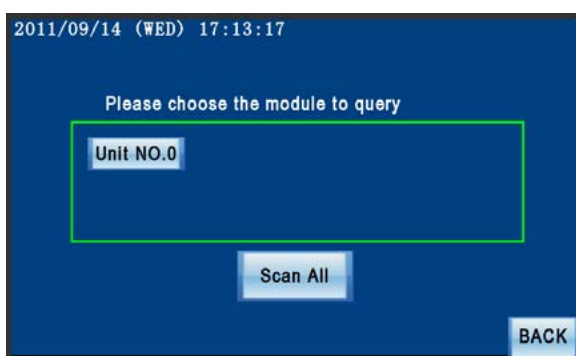 2011/09/14 (WED) 17:13:17
Please choose the module to query
Unit NO.0
Scan All
BACK